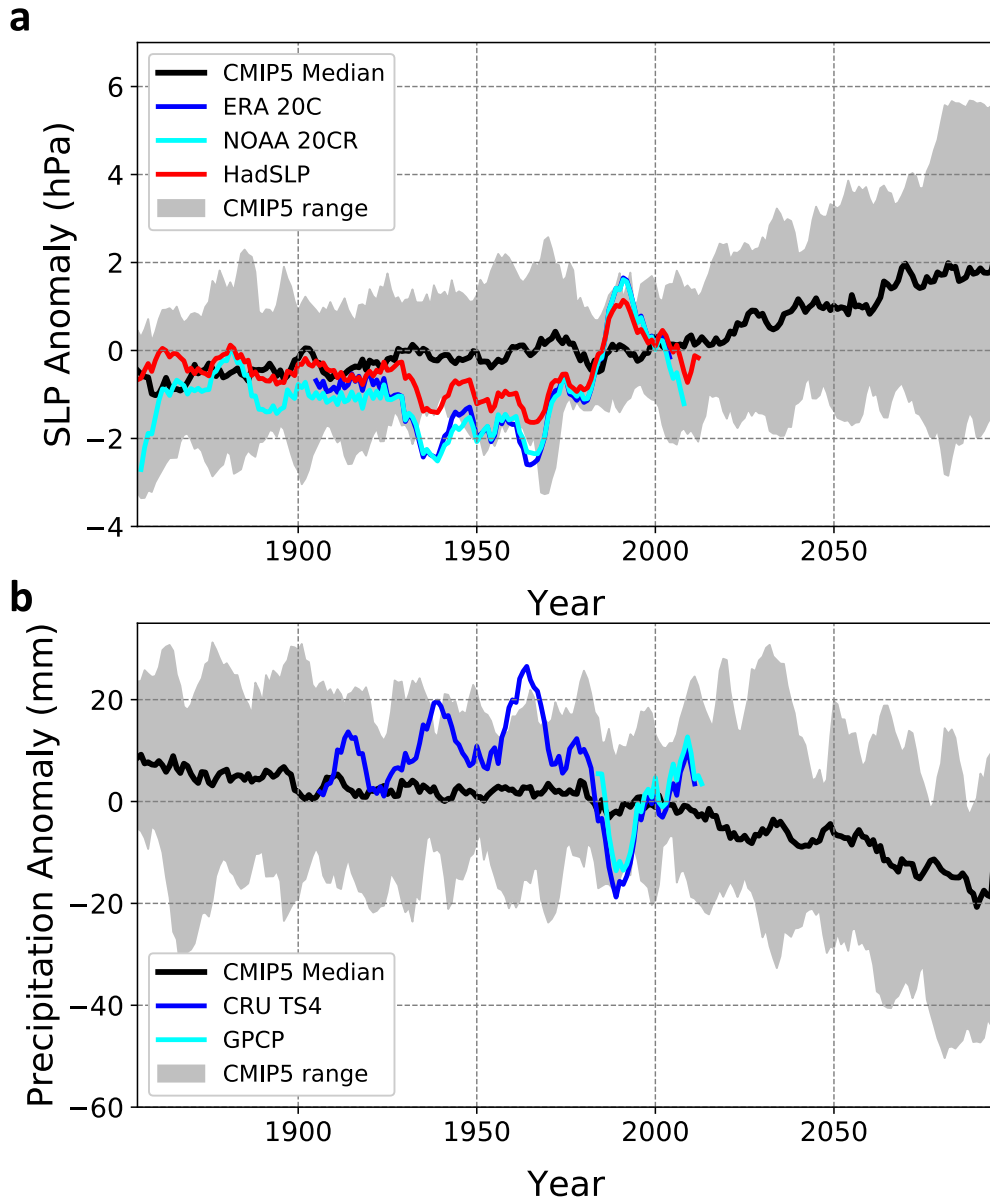 a
SLP Anomaly (hPa)
6
4
2
0
−2
−4
CMIP5 Median
ERA 20C
NOAA 20CR
HadSLP
CMIP5 range
1900 1950 2000 2050
Year
b
Precipitation Anomaly (mm)
20
0
−20
−40
−60
CMIP5 Median
CRU TS4
GPCP
CMIP5 range
1900 1950 2000 2050
Year